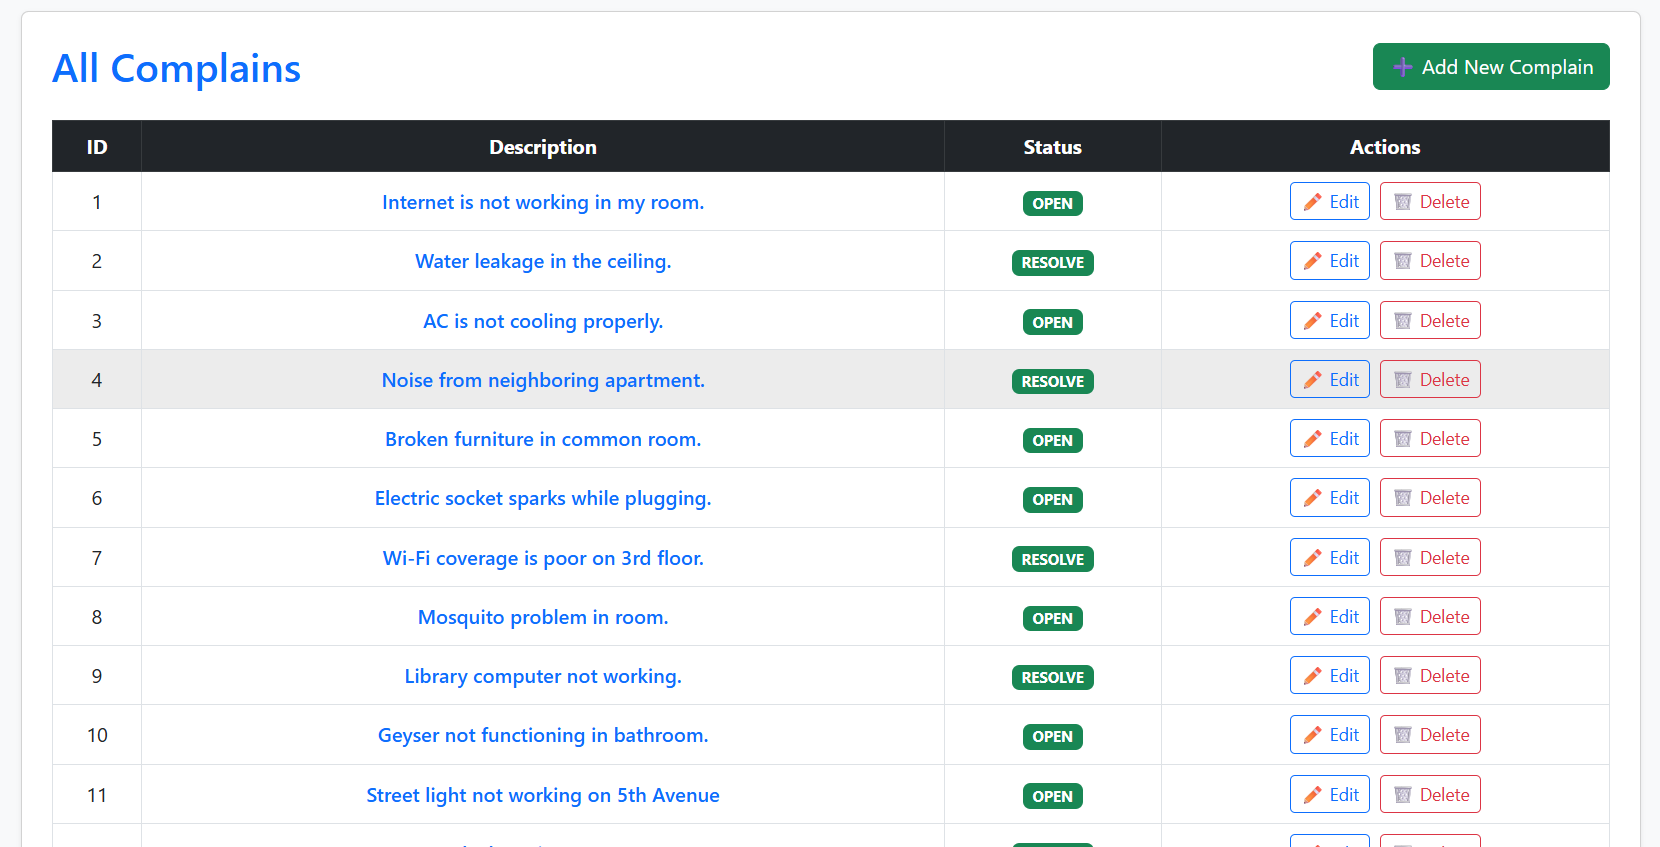 All Complains
➕ Add New Complain
ID Description Status Actions
1 Internet is not working in my room. OPEN Edit Delete
2 Water leakage in the ceiling. RESOLVE Edit Delete
3 AC is not cooling properly. OPEN Edit Delete
4 Noise from neighboring apartment. RESOLVE Edit Delete
5 Broken furniture in common room. OPEN Edit Delete
6 Electric socket sparks while plugging. OPEN Edit Delete
7 Wi-Fi coverage is poor on 3rd floor. RESOLVE Edit Delete
8 Mosquito problem in room. OPEN Edit Delete
9 Library computer not working. RESOLVE Edit Delete
10 Geyser not functioning in bathroom. OPEN Edit Delete
11 Street light not working on 5th Avenue OPEN Edit Delete